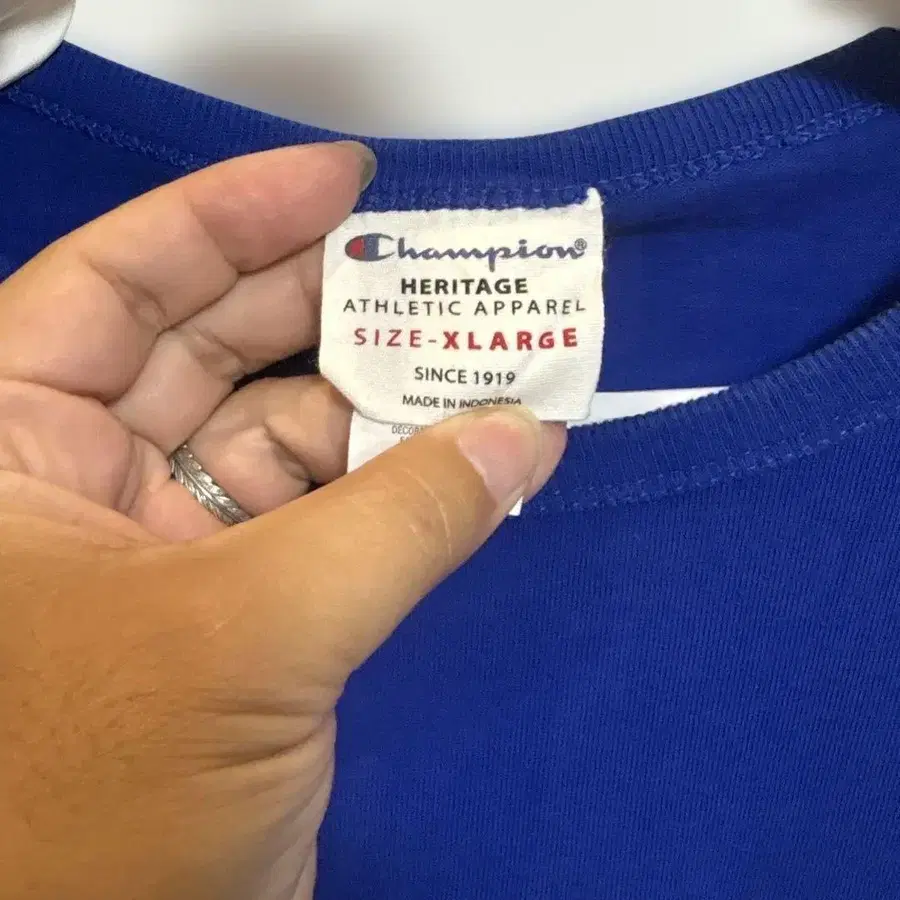 Champion®
HERITAGE
ATHLETIC APPAREL
SIZE-XLARGE
SINCE 1919
MADE IN INDONESIA